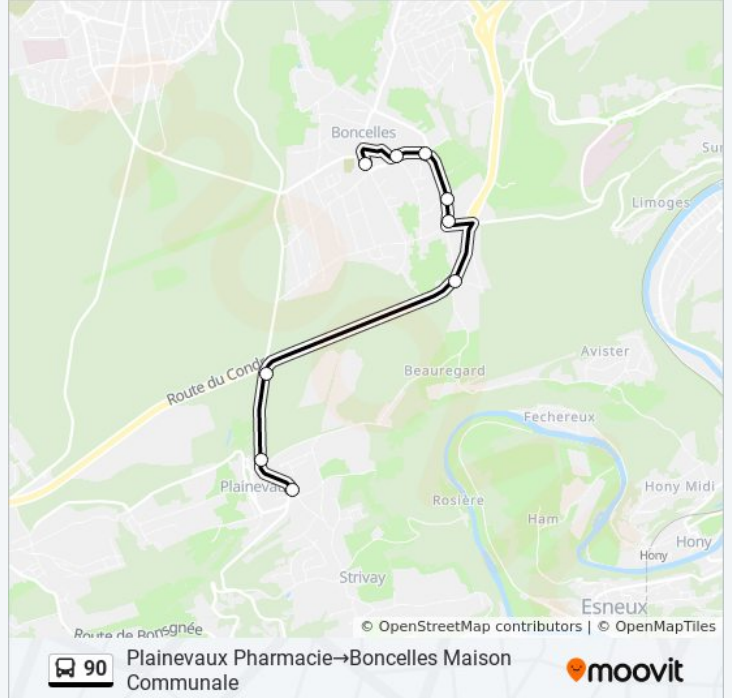 Boncelles
Sur
Limoges
Avister
Route du Cond
Beauregard
Fechereux
Plainevau
Rosière
Hony Midi
Ham
Hony
Hony
Strivay
Esneux
Route de Bonsgnée
© OpenStreetMap contributors | © OpenMapTiles
90
Plainevaux Pharmacie→Boncelles Maison
Communale
moovit